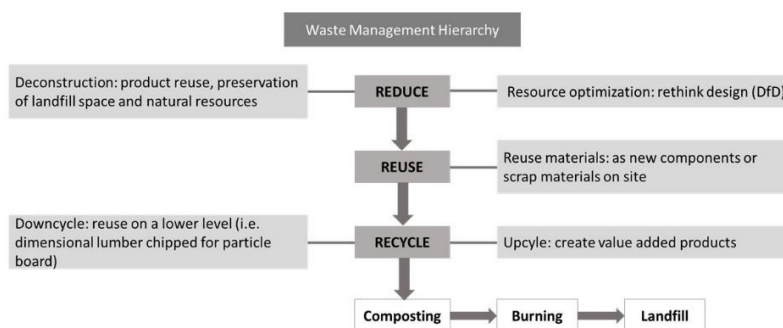 Waste Management Hierarchy
Deconstruction: product reuse, preservation
of landfill space and natural resources
REDUCE
Resource optimization: rethink design (DfD)
REUSE
Reuse materials: as new components or
scrap materials on site
Downcycle: reuse on a lower level (i.e.
dimensional lumber chipped for particle
board)
RECYCLE
Upcyle: create value added products
Composting
Burning
Landfill